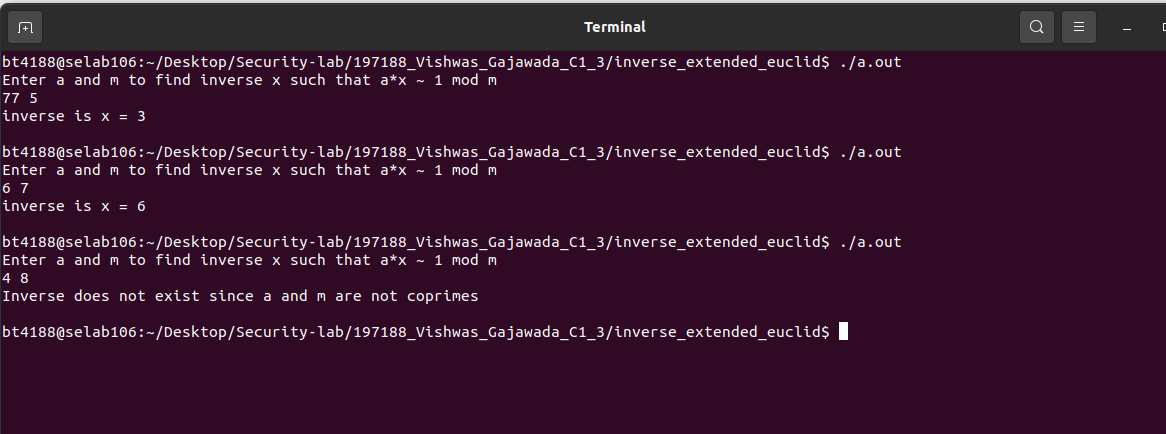 Terminal
bt4188@selab106:~/Desktop/Security-lab/197188_Vishwas_Gajawada_C1_3/inverse_extended_euclid$ ./a.out
Enter a and m to find inverse x such that a*x ~ 1 mod m
77 5
inverse is x = 3
bt4188@selab106:~/Desktop/Security-lab/197188_Vishwas_Gajawada_C1_3/inverse_extended_euclid$ ./a.out
Enter a and m to find inverse x such that a*x ~ 1 mod m
6 7
inverse is x = 6
bt4188@selab106:~/Desktop/Security-lab/197188_Vishwas_Gajawada_C1_3/inverse_extended_euclid$ ./a.out
Enter a and m to find inverse x such that a*x ~ 1 mod m
4 8
Inverse does not exist since a and m are not coprimes
bt4188@selab106:~/Desktop/Security-lab/197188_Vishwas_Gajawada_C1_3/inverse_extended_euclid$